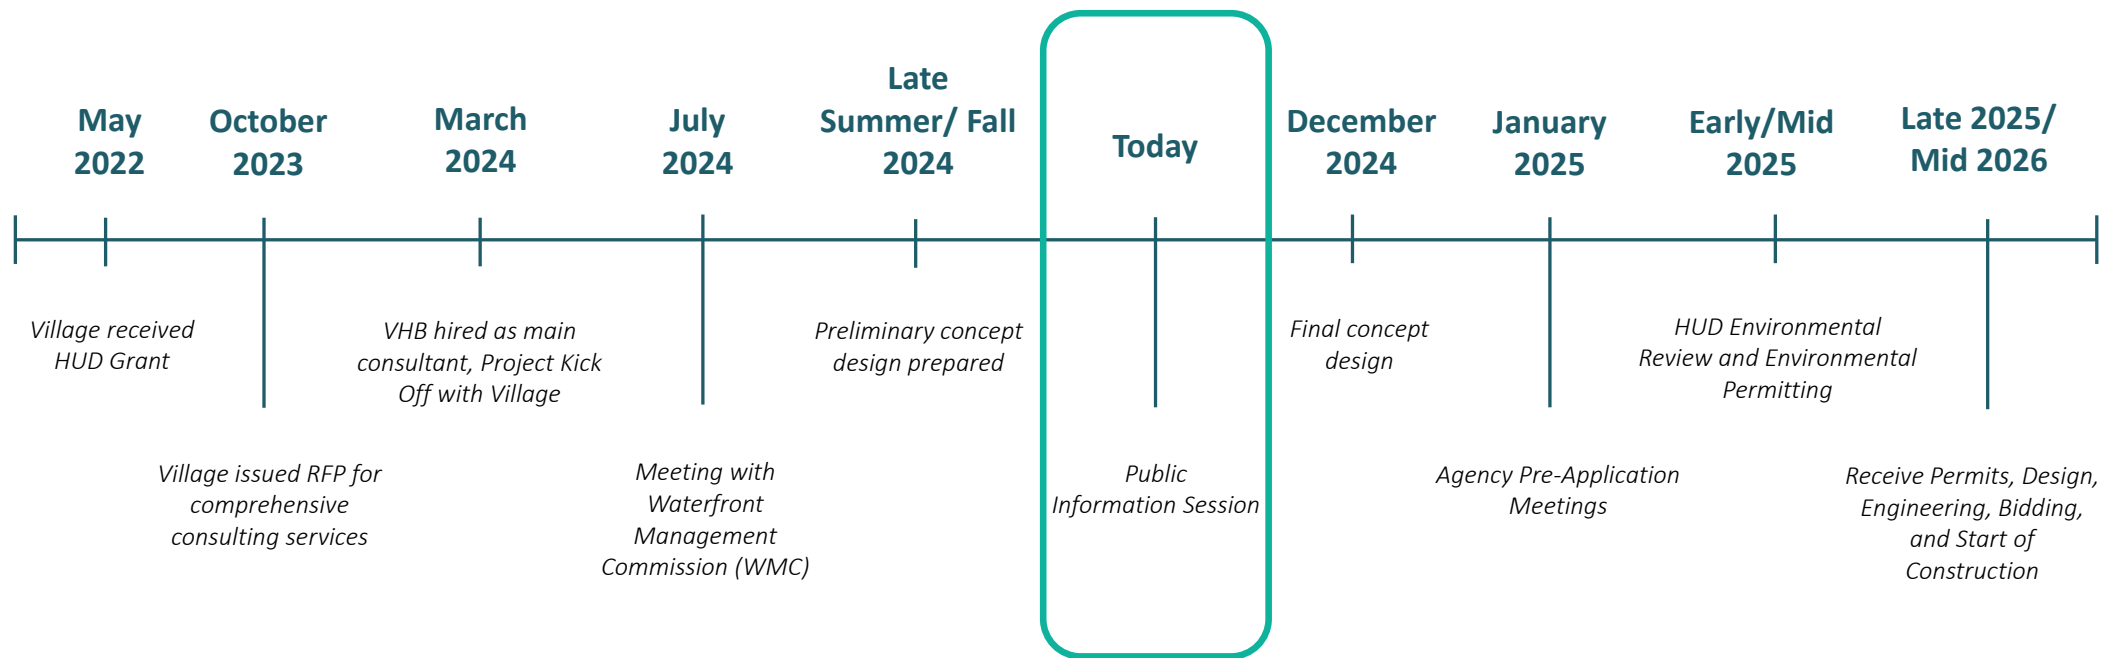 May
2022
October
2023
March
2024
July
2024
Late
Summer/ Fall
2024
Today
December
2024
January
2025
Early/Mid
2025
Late 2025/
Mid 2026
Village received
HUD Grant
Village issued RFP for
comprehensive
consulting services
VHB hired as main
consultant, Project Kick
Off with Village
Meeting with
Waterfront
Management
Commission (WMC)
Preliminary concept
design prepared
Public
Information Session
Final concept
design
Agency Pre-Application
Meetings
HUD Environmental
Review and Environmental
Permitting
Receive Permits, Design,
Engineering, Bidding,
and Start of
Construction